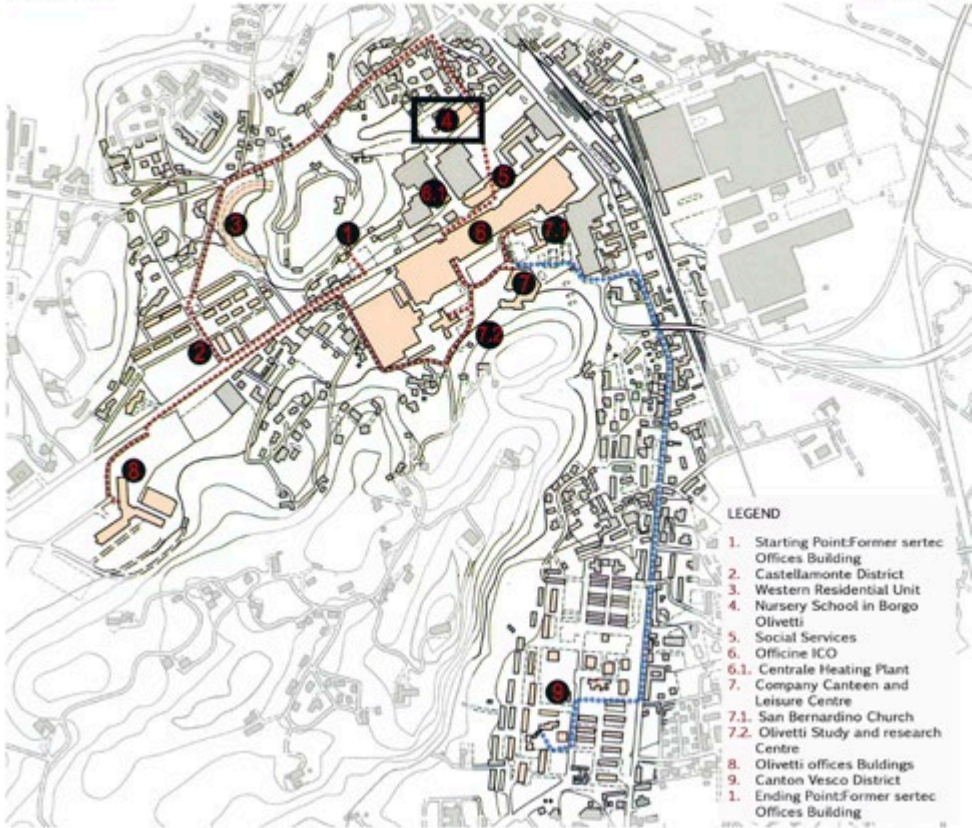 4
5
6.1
3
1
6
7.1
7
7.2
2
8
9
LEGEND
1. Starting Point:Former sertec
Offices Building
2. Castellamonte District
3. Western Residential Unit
4. Nursery School in Borgo
Olivetti
5. Social Services
6. Officine ICO
6.1. Centrale Heating Plant
7. Company Canteen and
Leisure Centre
7.1. San Bernardino Church
7.2. Olivetti Study and research
Centre
8. Olivetti offices Buldings
9. Canton Vesco District
1. Ending Point:Former sertec
Offices Building